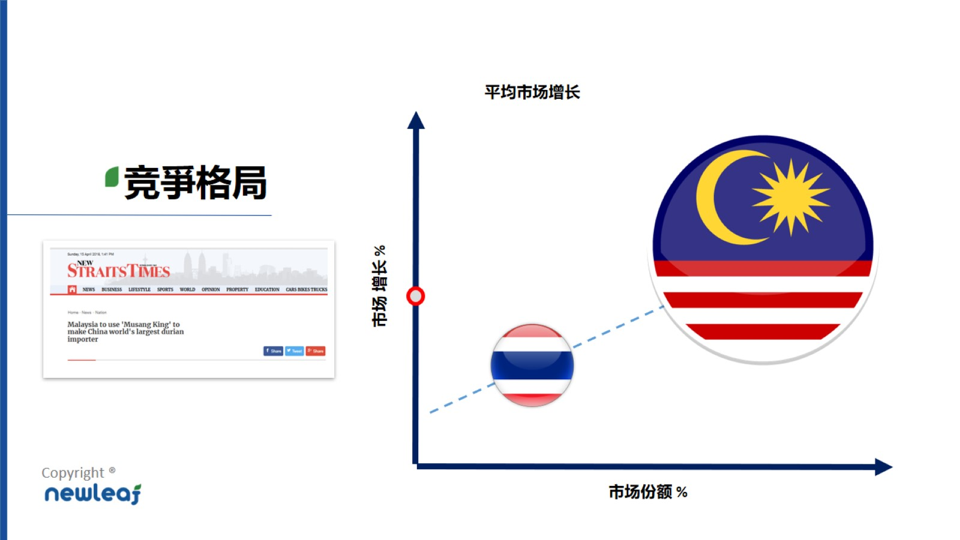 平均市场增长
竞爭格局
市场 增长 %
市场份额 %
Sunday, 15 April 2018, 1:41 PM
NEW
STRAITS TIMES
NEWS BUSINESS LIFESTYLE SPORTS WORLD OPINION PROPERTY EDUCATION CARS BIKES TRUCKS
Home News Nation
Malaysia to use 'Musang King' to
make China world's largest durian
importer
Share Tweet Share
Copyright ®
newleaf